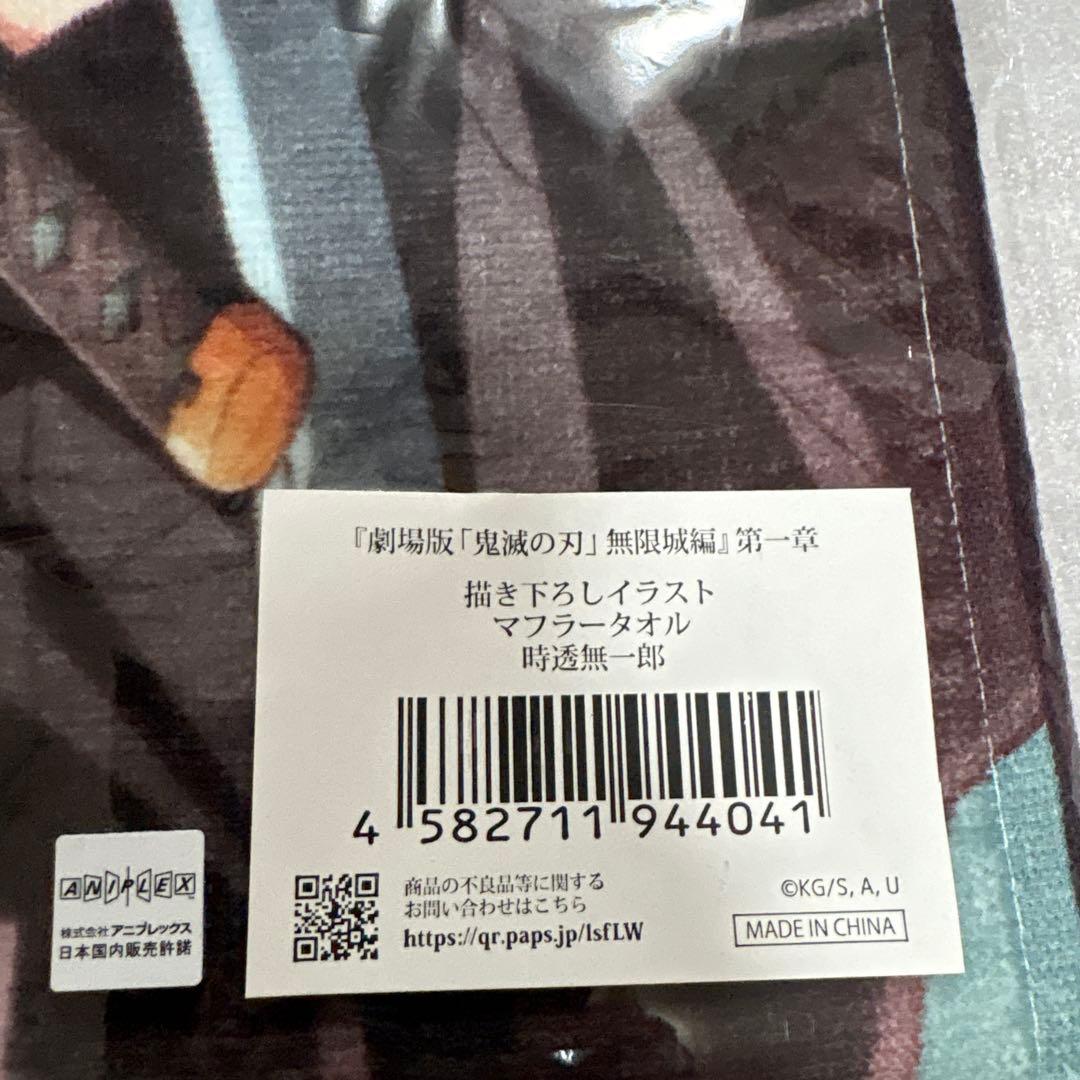 『劇場版「鬼滅の刃」無限城編』第一章
描き下ろしイラスト
マフラータオル
時透無一郎
4 582711 944041
商品の不良品等に関する
お問い合わせはこちら
https://qr.paps.jp/lsfLW
©KG/S, A, U
MADE IN CHINA
ANIPLEX
株式会社アニプレックス
日本国内販売許諾